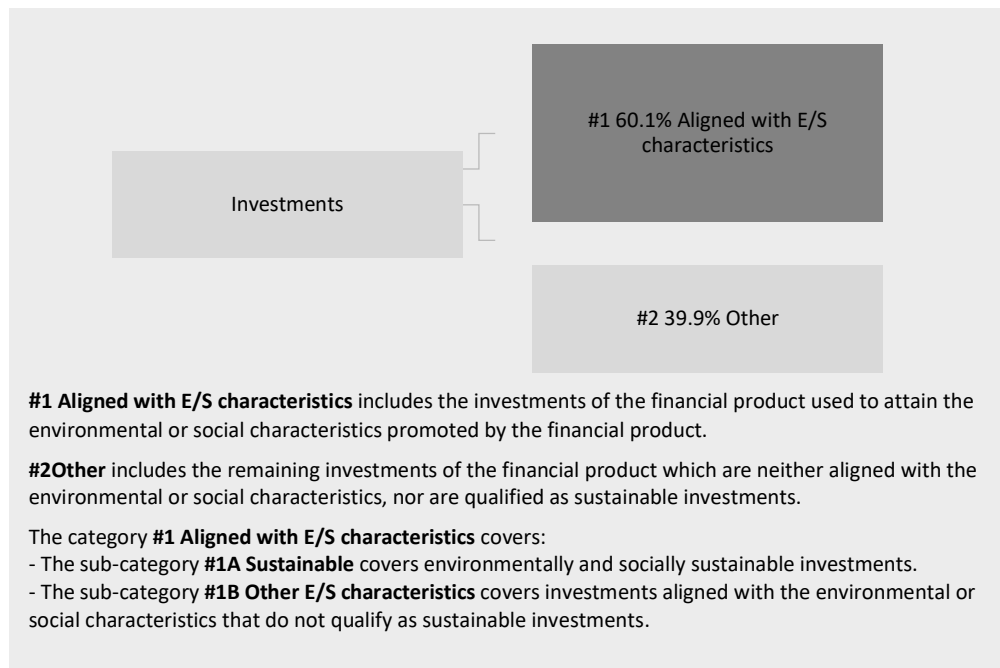 #1 60.1% Aligned with E/S
characteristics
Investments
#2 39.9% Other
#1 Aligned with E/S characteristics includes the investments of the financial product used to attain the
environmental or social characteristics promoted by the financial product.
#2Other includes the remaining investments of the financial product which are neither aligned with the
environmental or social characteristics, nor are qualified as sustainable investments.
The category #1 Aligned with E/S characteristics covers:
- The sub-category #1A Sustainable covers environmentally and socially sustainable investments.
- The sub-category #1B Other E/S characteristics covers investments aligned with the environmental or
social characteristics that do not qualify as sustainable investments.